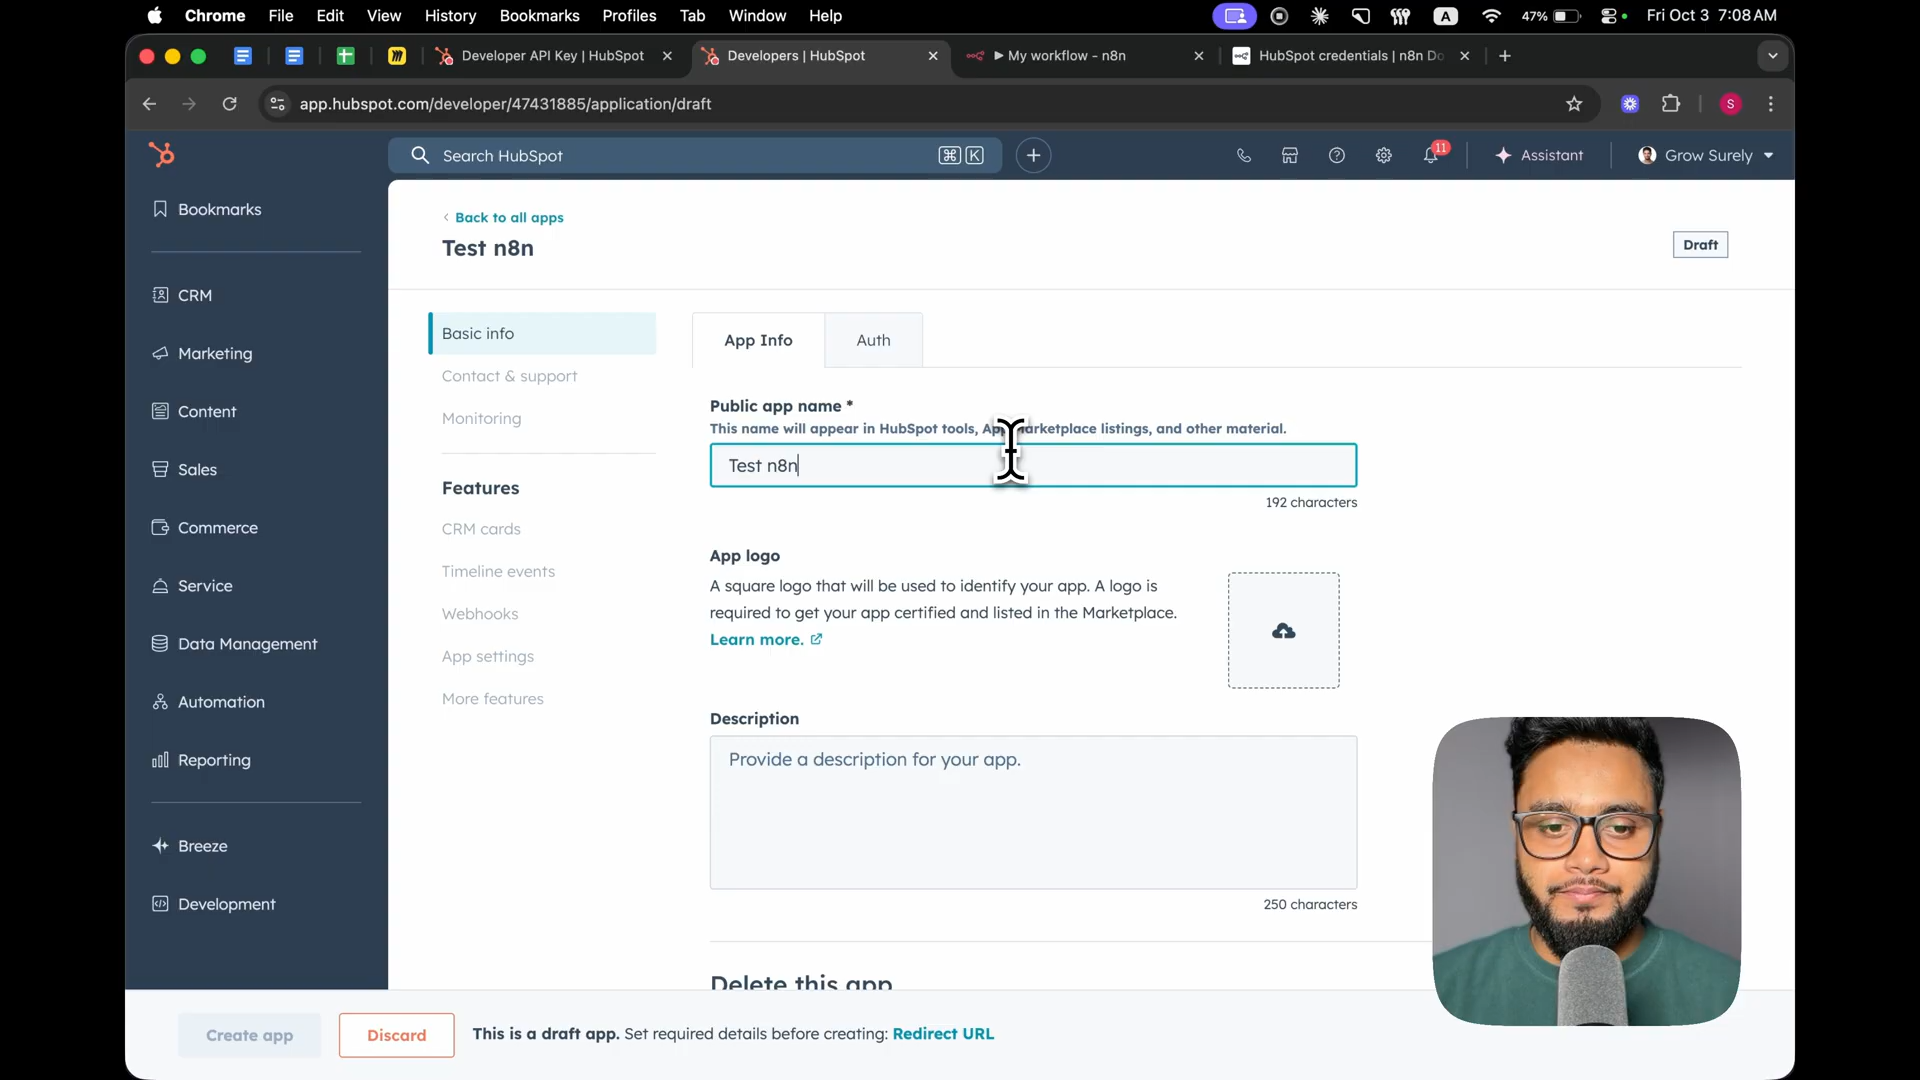 Chrome File Edit View History Bookmarks Profiles Tab Window Help
A 47% Fri Oct 3 7:08 AM
Developer API Key | HubSpot
Developers | HubSpot
My workflow - n8n
HubSpot credentials | n8n Do
app.hubspot.com/developer/47431885/application/draft
S
Search HubSpot
⌘ K
11
Assistant
Grow Surely
Bookmarks
CRM
Marketing
Content
Sales
Commerce
Service
Data Management
Automation
Reporting
Breeze
Development
Back to all apps
Test n8n
Draft
Basic info
Contact & support
Monitoring
Features
CRM cards
Timeline events
Webhooks
App settings
More features
App Info
Auth
Public app name *
This name will appear in HubSpot tools, App Marketplace listings, and other material.
Test n8n
192 characters
App logo
A square logo that will be used to identify your app. A logo is
required to get your app certified and listed in the Marketplace.
Learn more.
Description
Provide a description for your app.
250 characters
Delete this app
Create app
Discard
This is a draft app. Set required details before creating: Redirect URL